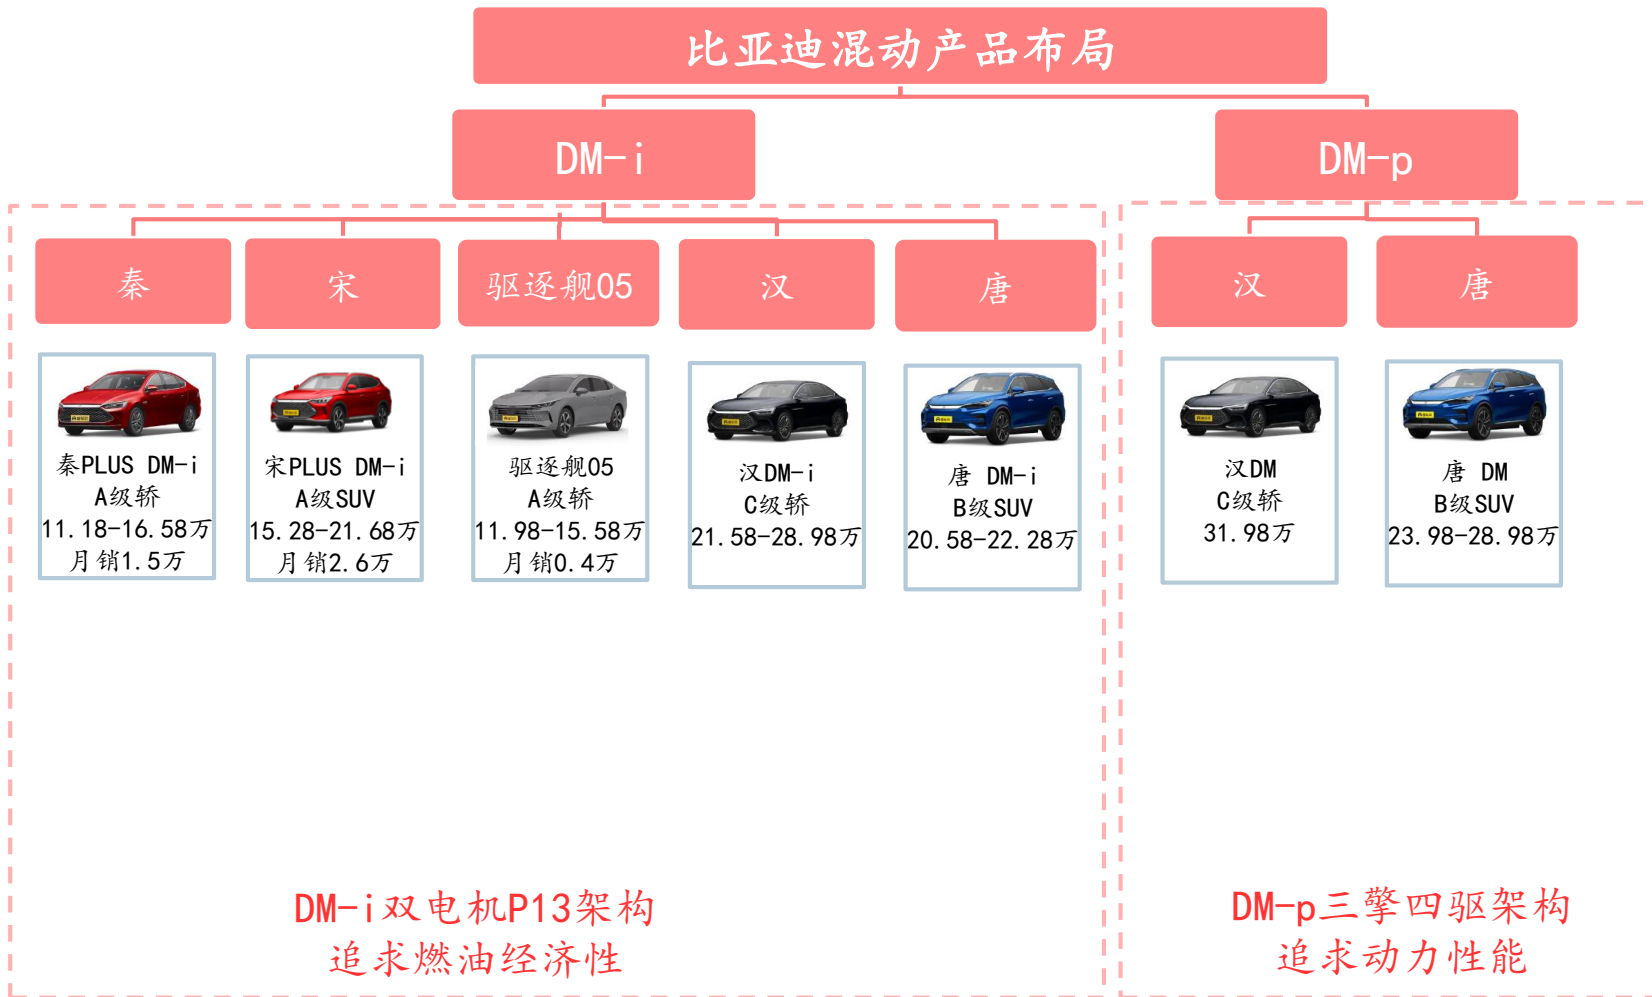 比亚迪混动产品布局
DM-i
DM-p
秦
宋
驱逐舰05
汉
唐
汉
唐
秦PLUS DM-i
A级轿
11.18-16.58万
月销1.5万
宋PLUS DM-i
A级SUV
15.28-21.68万
月销2.6万
驱逐舰05
A级轿
11.98-15.58万
月销0.4万
汉DM-i
C级轿
21.58-28.98万
唐 DM-i
B级SUV
20.58-22.28万
汉DM
C级轿
31.98万
唐 DM
B级SUV
23.98-28.98万
DM-i双电机P13架构
追求燃油经济性
DM-p三擎四驱架构
追求动力性能